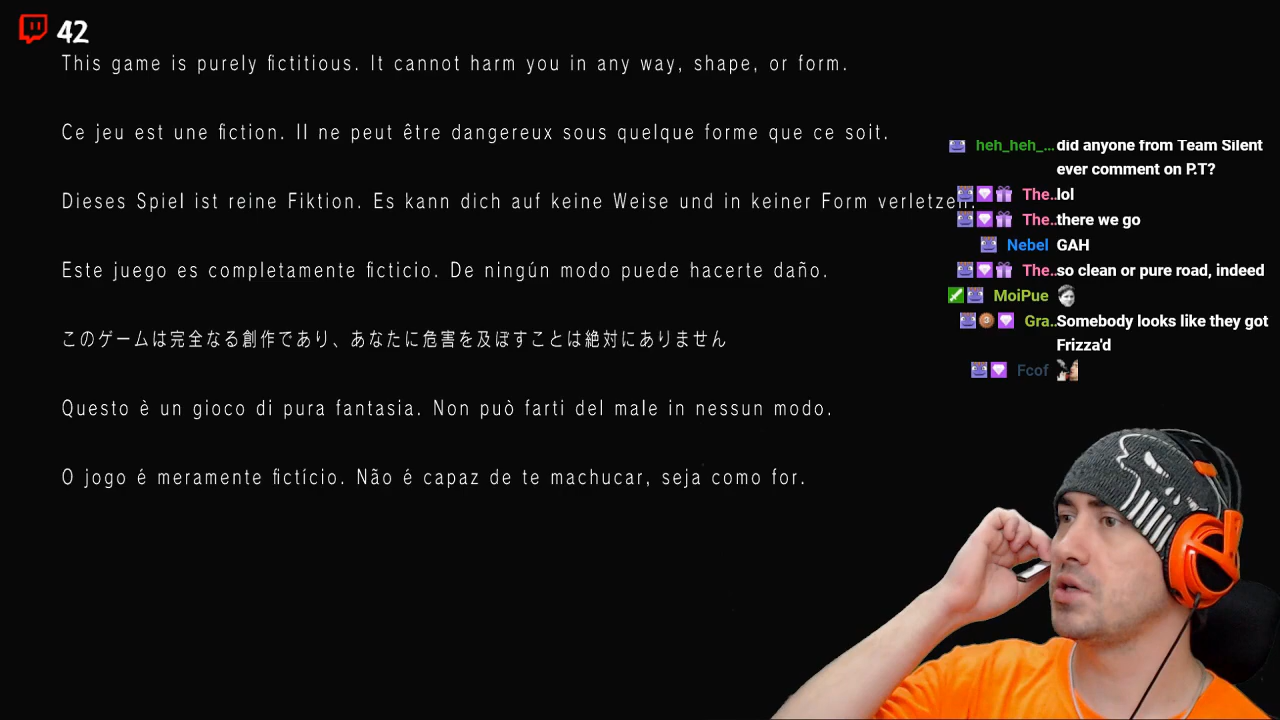 42
This game is purely fictitious. It cannot harm you in any way, shape, or form.
Ce jeu est une fiction. Il ne peut être dangereux sous quelque forme que ce soit.
Dieses Spiel ist reine Fiktion. Es kann dich auf keine Weise und in keiner Form verletzen.
Este juego es completamente ficticio. De ningún modo puede hacerte daño.
このゲームは完全なる創作であり、あなたに危害を及ぼすことは絶対にありません
Questo è un gioco di pura fantasia. Non può farti del male in nessun modo.
O jogo é meramente fictício. Não é capaz de te machucar, seja como for.
heh_heh_... did anyone from Team Silent
ever comment on P.T?
The.. lol
The.. there we go
Nebel GAH
The.. so clean or pure road, indeed
MoiPue
Gra.. Somebody looks like they got
Frizza'd
Fcof